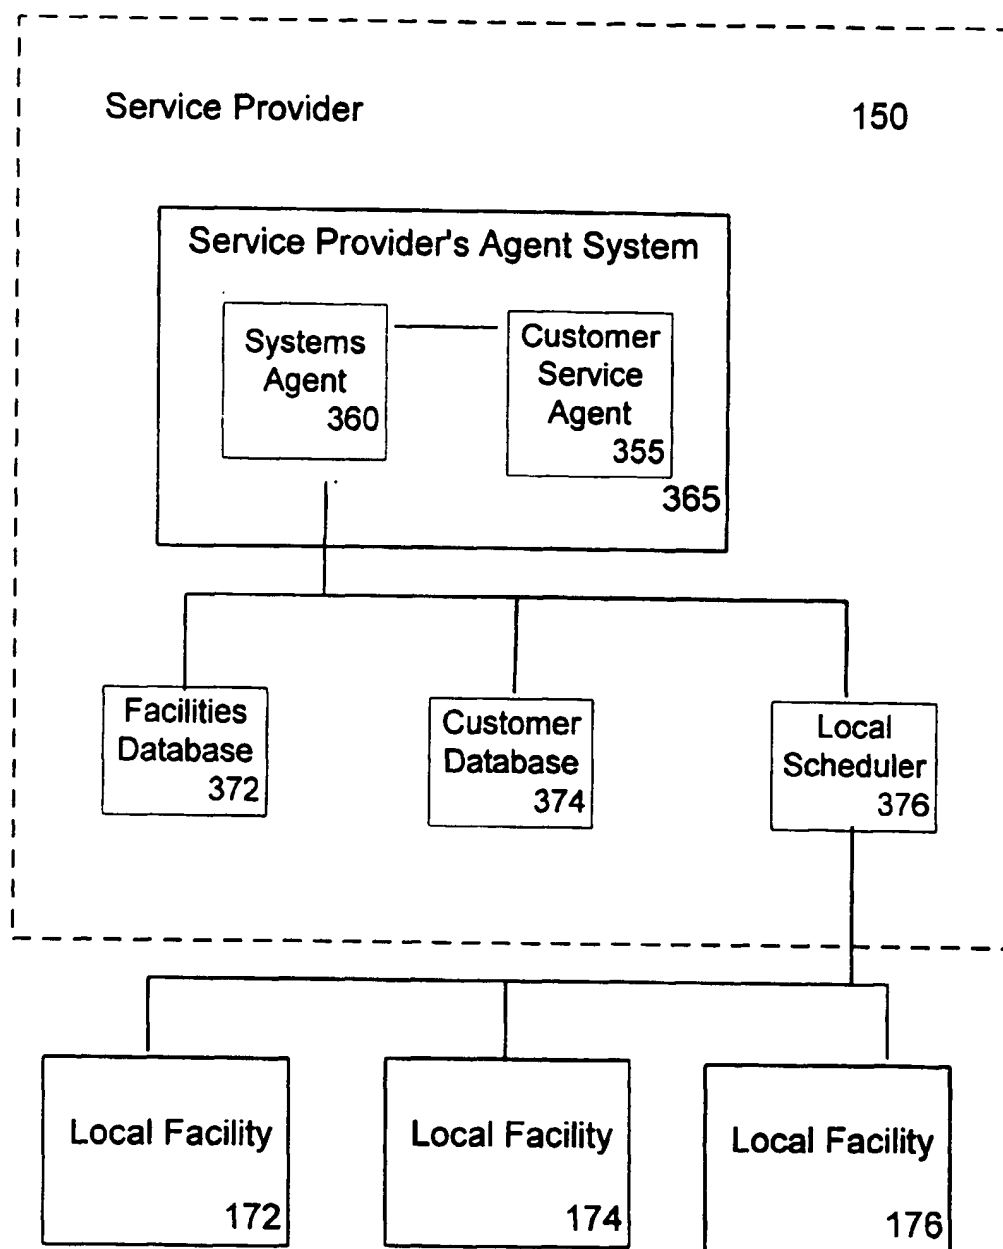 Service Provider 150
Service Provider's Agent System
Systems
Agent
360
Customer
Service
Agent
355
365
Facilities
Database
372
Customer
Database
374
Local
Scheduler
376
Local Facility
172
Local Facility
174
Local Facility
176